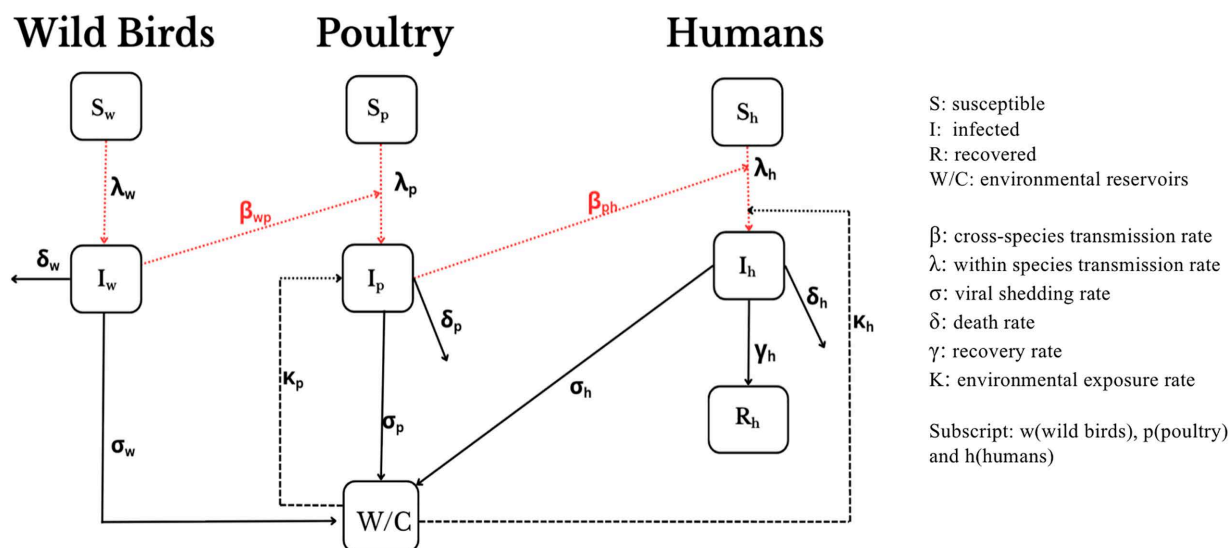 Wild Birds
Poultry
Humans
Sw
Sp
Sh
λw
λp
λh
βwp
βph
δw
Iw
Ip
Ih
δp
δh
κh
κp
γh
σh
σp
Rh
σw
W/C
S: susceptible
I: infected
R: recovered
W/C: environmental reservoirs
β: cross-species transmission rate
λ: within species transmission rate
σ: viral shedding rate
δ: death rate
γ: recovery rate
K: environmental exposure rate
Subscript: w(wild birds), p(poultry)
and h(humans)